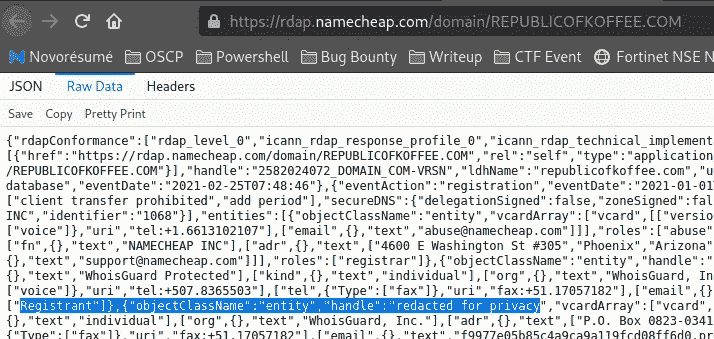 https://rdap.namecheap.com/domain/REPUBLICOFKOFFEE.COM
Novorésumé OSCP Powershell Bug Bounty Writeup CTF Event Fortinet NSE N
JSON Raw Data Headers
Save Copy Pretty Print
{"rdapConformance":["rdap_level_0","icann_rdap_response_profile_0","icann_rdap_technical_implement
[{"href":"https://rdap.namecheap.com/domain/REPUBLICOFKOFFEE.COM","rel":"self","type":"application
/REPUBLICOFKOFFEE.COM"}],"handle":"2582024072_DOMAIN_COM-VRSN","ldhName":"republicofkoffee.com","u
database","eventDate":"2021-02-25T07:48:46"},{"eventAction":"registration","eventDate":"2021-01-01
["client transfer prohibited","add period"],"secureDNS":{"delegationSigned":false,"zoneSigned":fal
INC","identifier":"1068"}],"entities":[{"objectClassName":"entity","vcardArray":["vcard",[["versio
["voice"]},"uri","tel:+1.6613102107"],["email",{},"text","abuse@namecheap.com"]]],"roles":["abuse"
["fn",{},"text","NAMECHEAP INC"],["adr",{},"text",["4600 E Washington St #305","Phoenix","Arizona"
{},"text","support@namecheap.com"]]],"roles":["registrar"]},{"objectClassName":"entity","handle":"
{},"text","WhoisGuard Protected"],["kind",{},"text","individual"],["org",{},"text","WhoisGuard, In
["voice"]},"uri","tel:+507.8365503"],["tel",{"Type":["fax"]},"uri","fax:+51.17057182"],["email",{}
["Registrant"]},{"objectClassName":"entity","handle":"redacted for privacy","vcardArray":["vcard",
{},"text","individual"],["org",{},"text","WhoisGuard, Inc."],["adr",{},"text",["P.O. Box 0823-0341
{"Type":["fax"]},"uri","fax:+51.17057182"],["email",{},"text","f9977e05b85c4a9ca9a119fcd08ffd6d0.pr